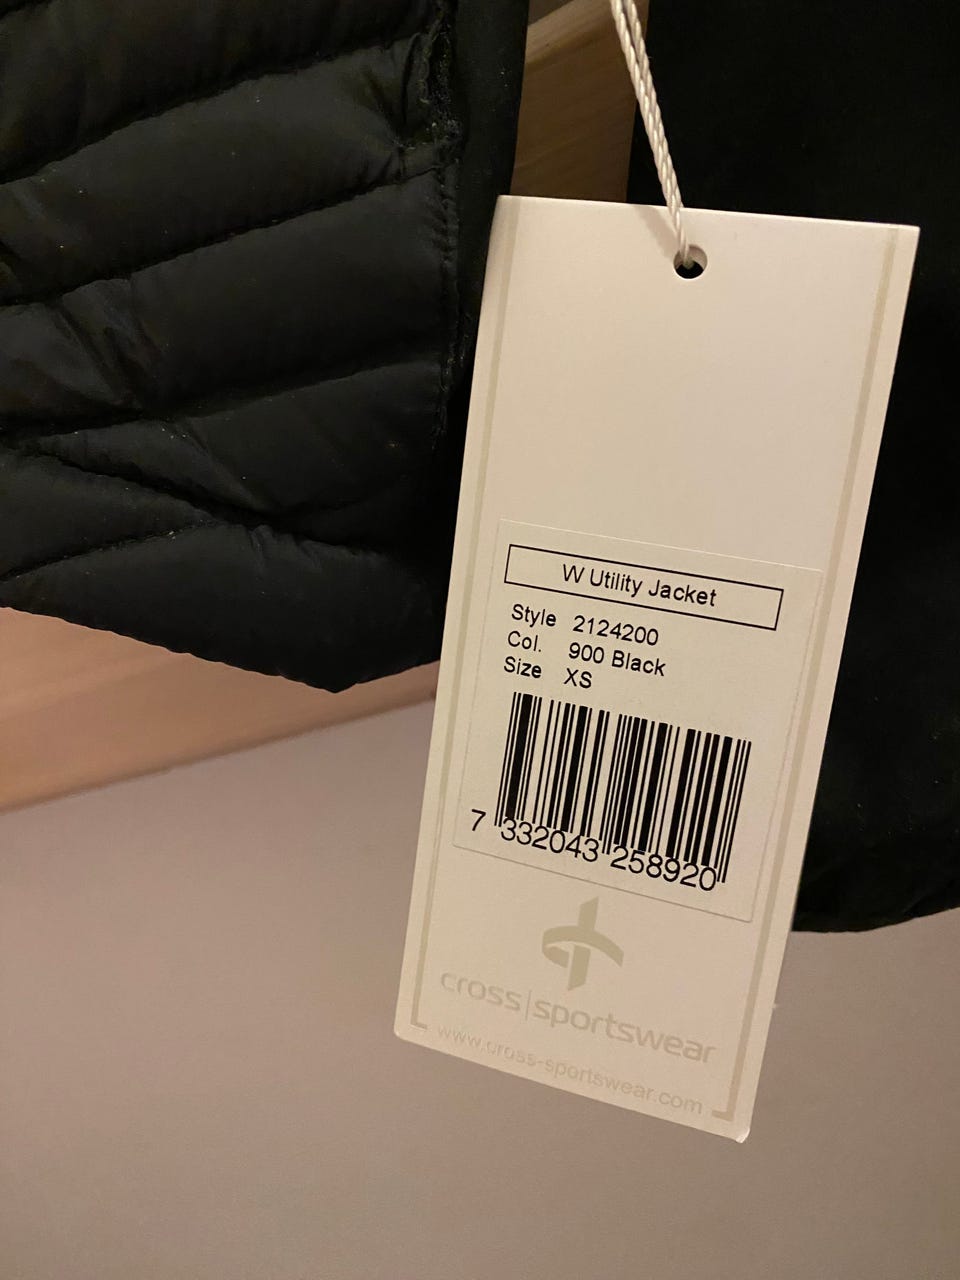 W Utility Jacket
Style 2124200
Col. 900 Black
Size XS
7 332043 258920
cross|sportswear
www.cross-sportswear.com